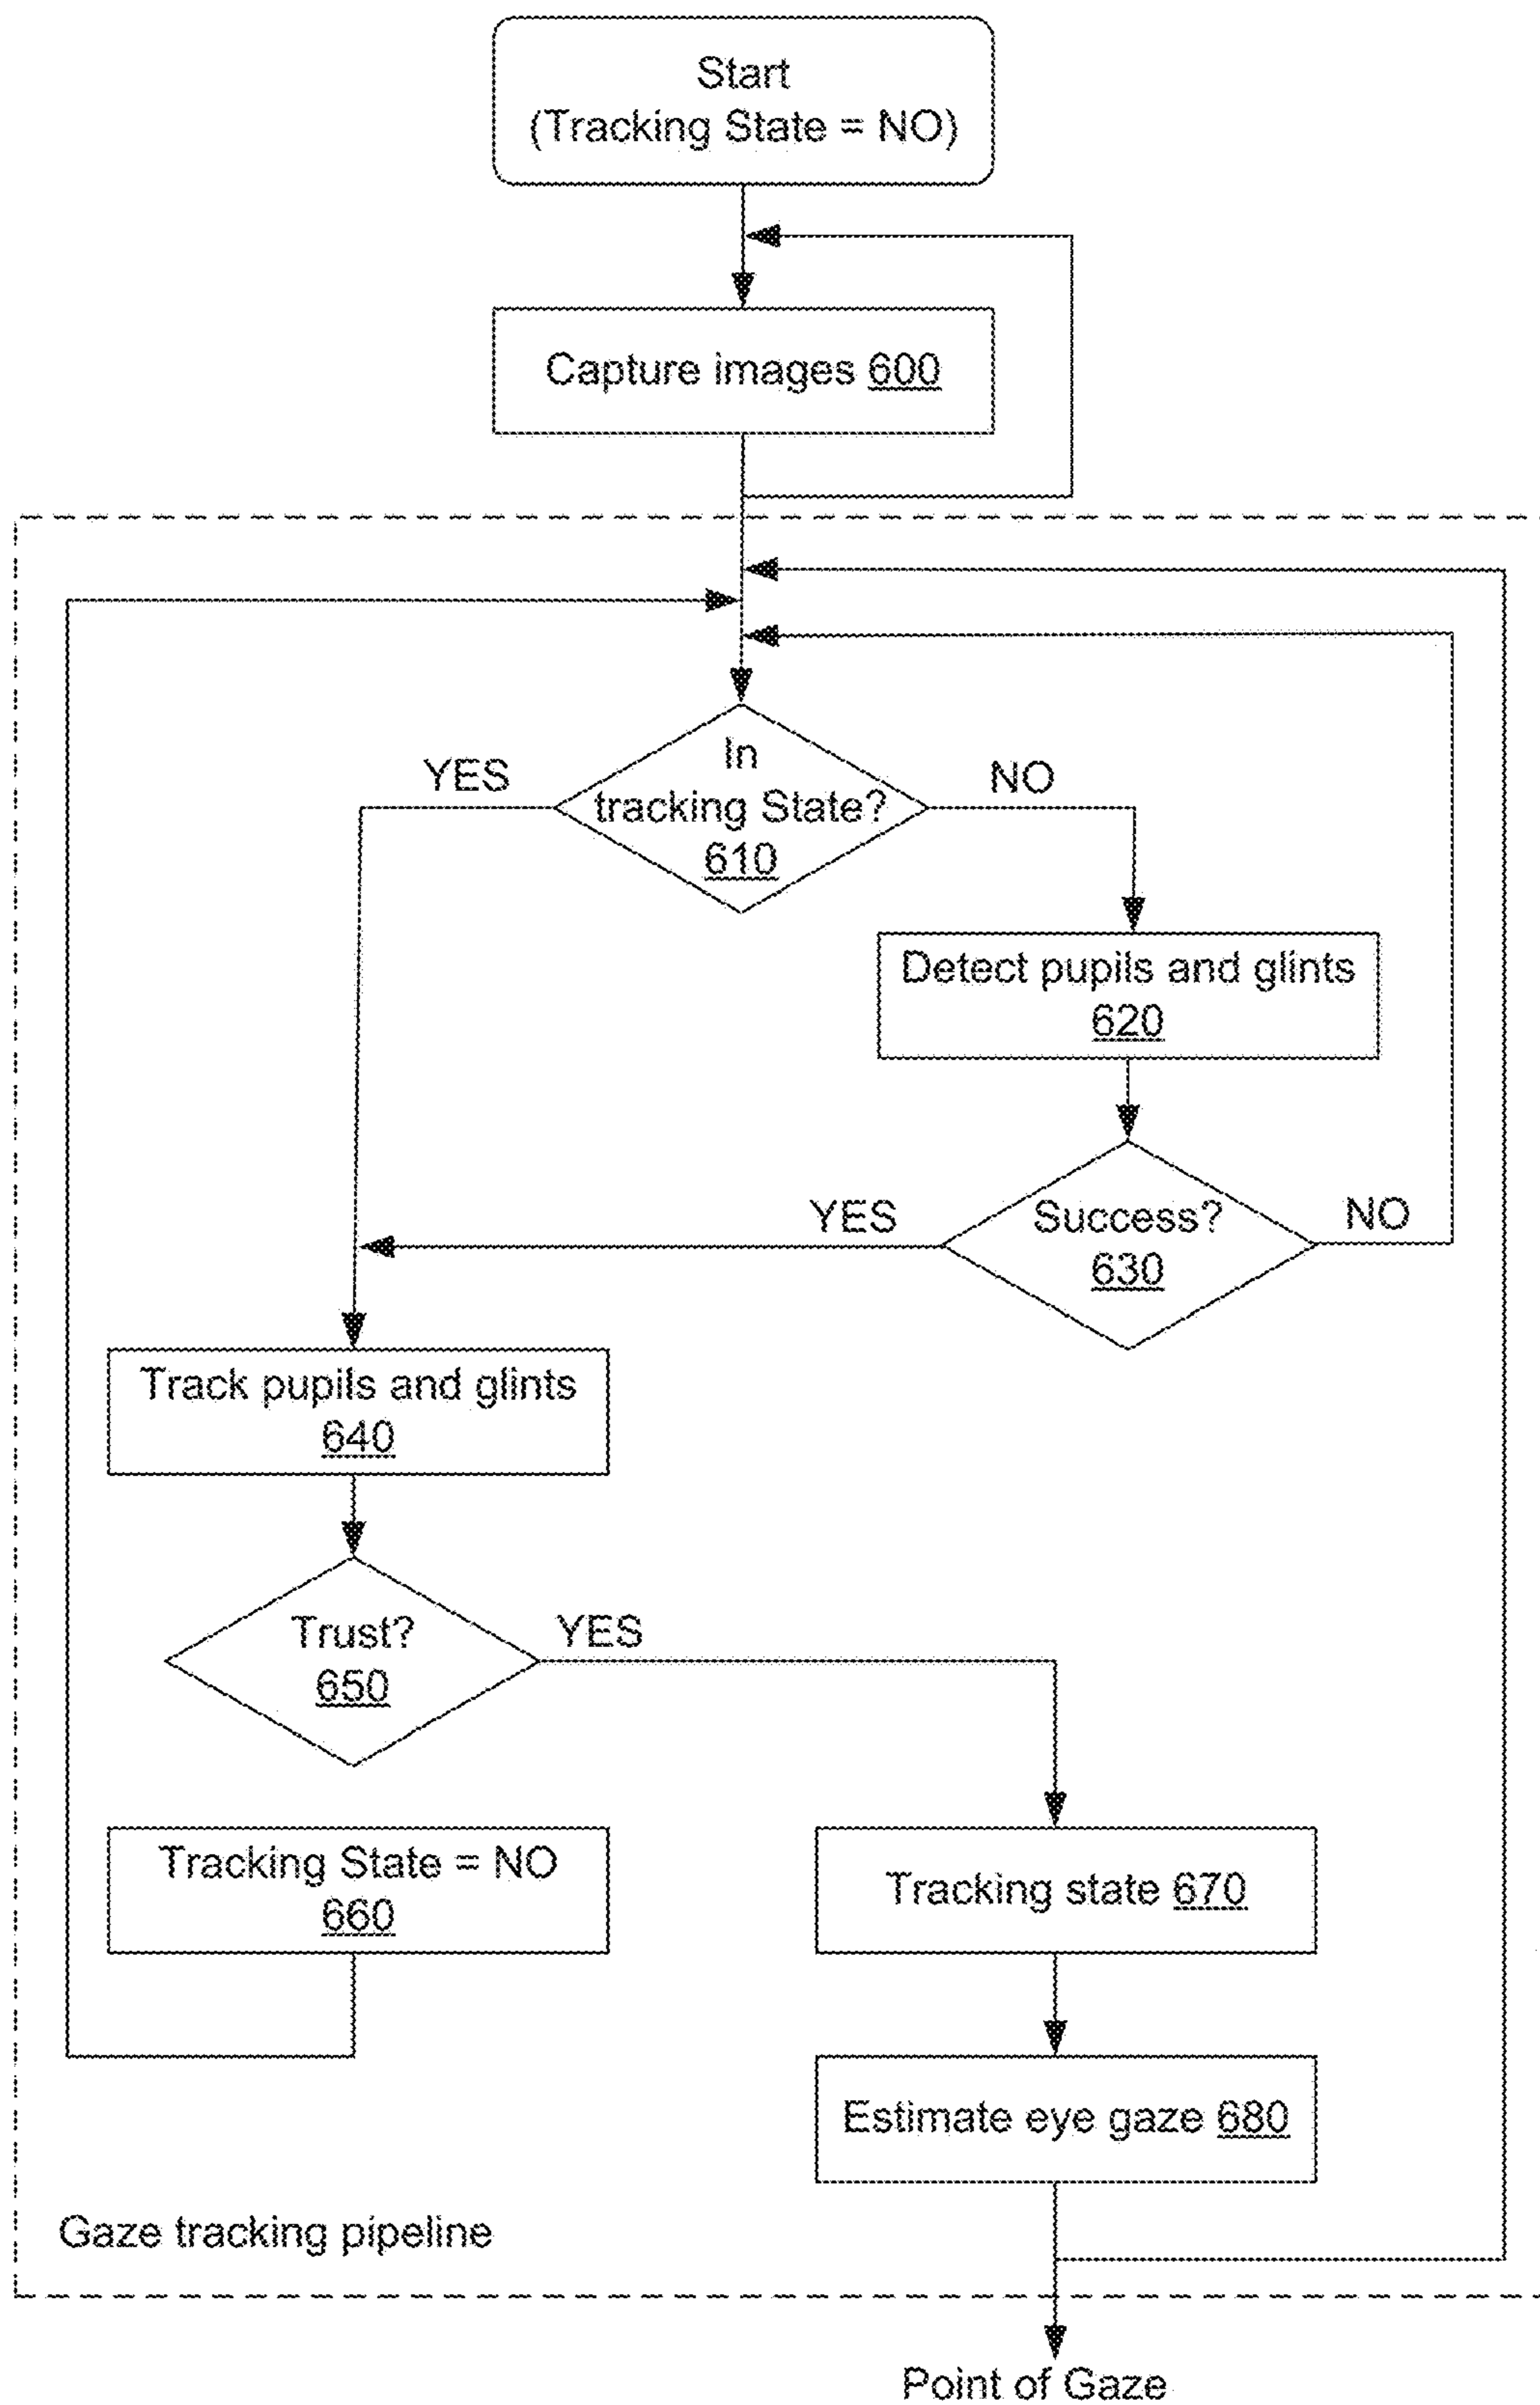 Start
(Tracking State = NO)
Capture images 600
In
tracking State?
610
YES
NO
Detect pupils and glints
620
Success?
630
YES
NO
Track pupils and glints
640
Trust?
650
YES
Tracking State = NO
660
Tracking state 670
Estimate eye gaze 680
Gaze tracking pipeline
Point of Gaze